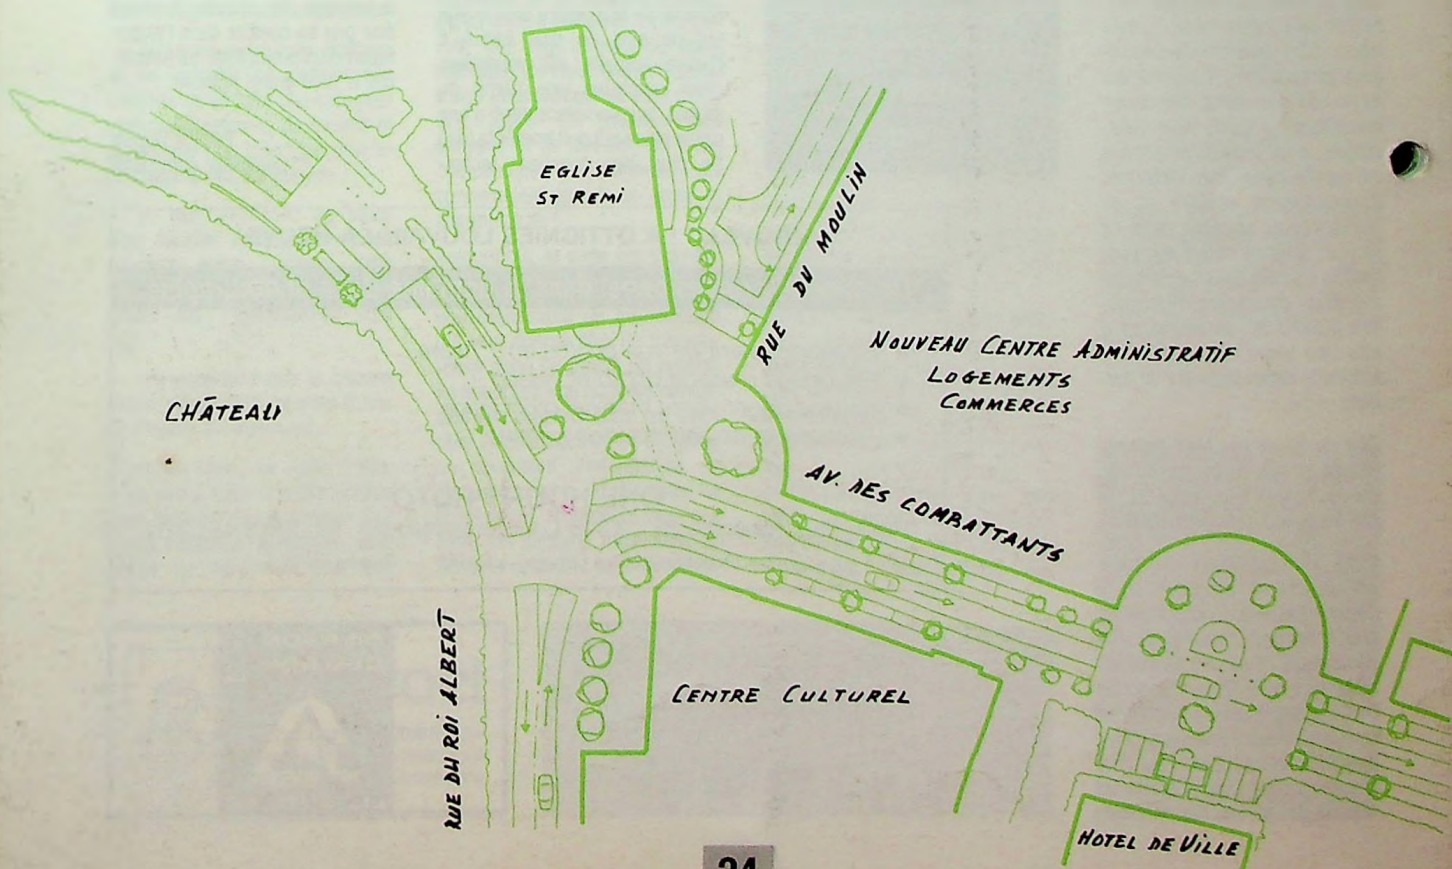 EGLISE
ST REMI
RUE DU MOULIN
NOUVEAU CENTRE ADMINISTRATIF
LOGEMENTS
COMMERCES
CHÂTEAU
AV. DES COMBATTANTS
RUE DU ROI ALBERT
CENTRE CULTUREL
HOTEL DE VILLE